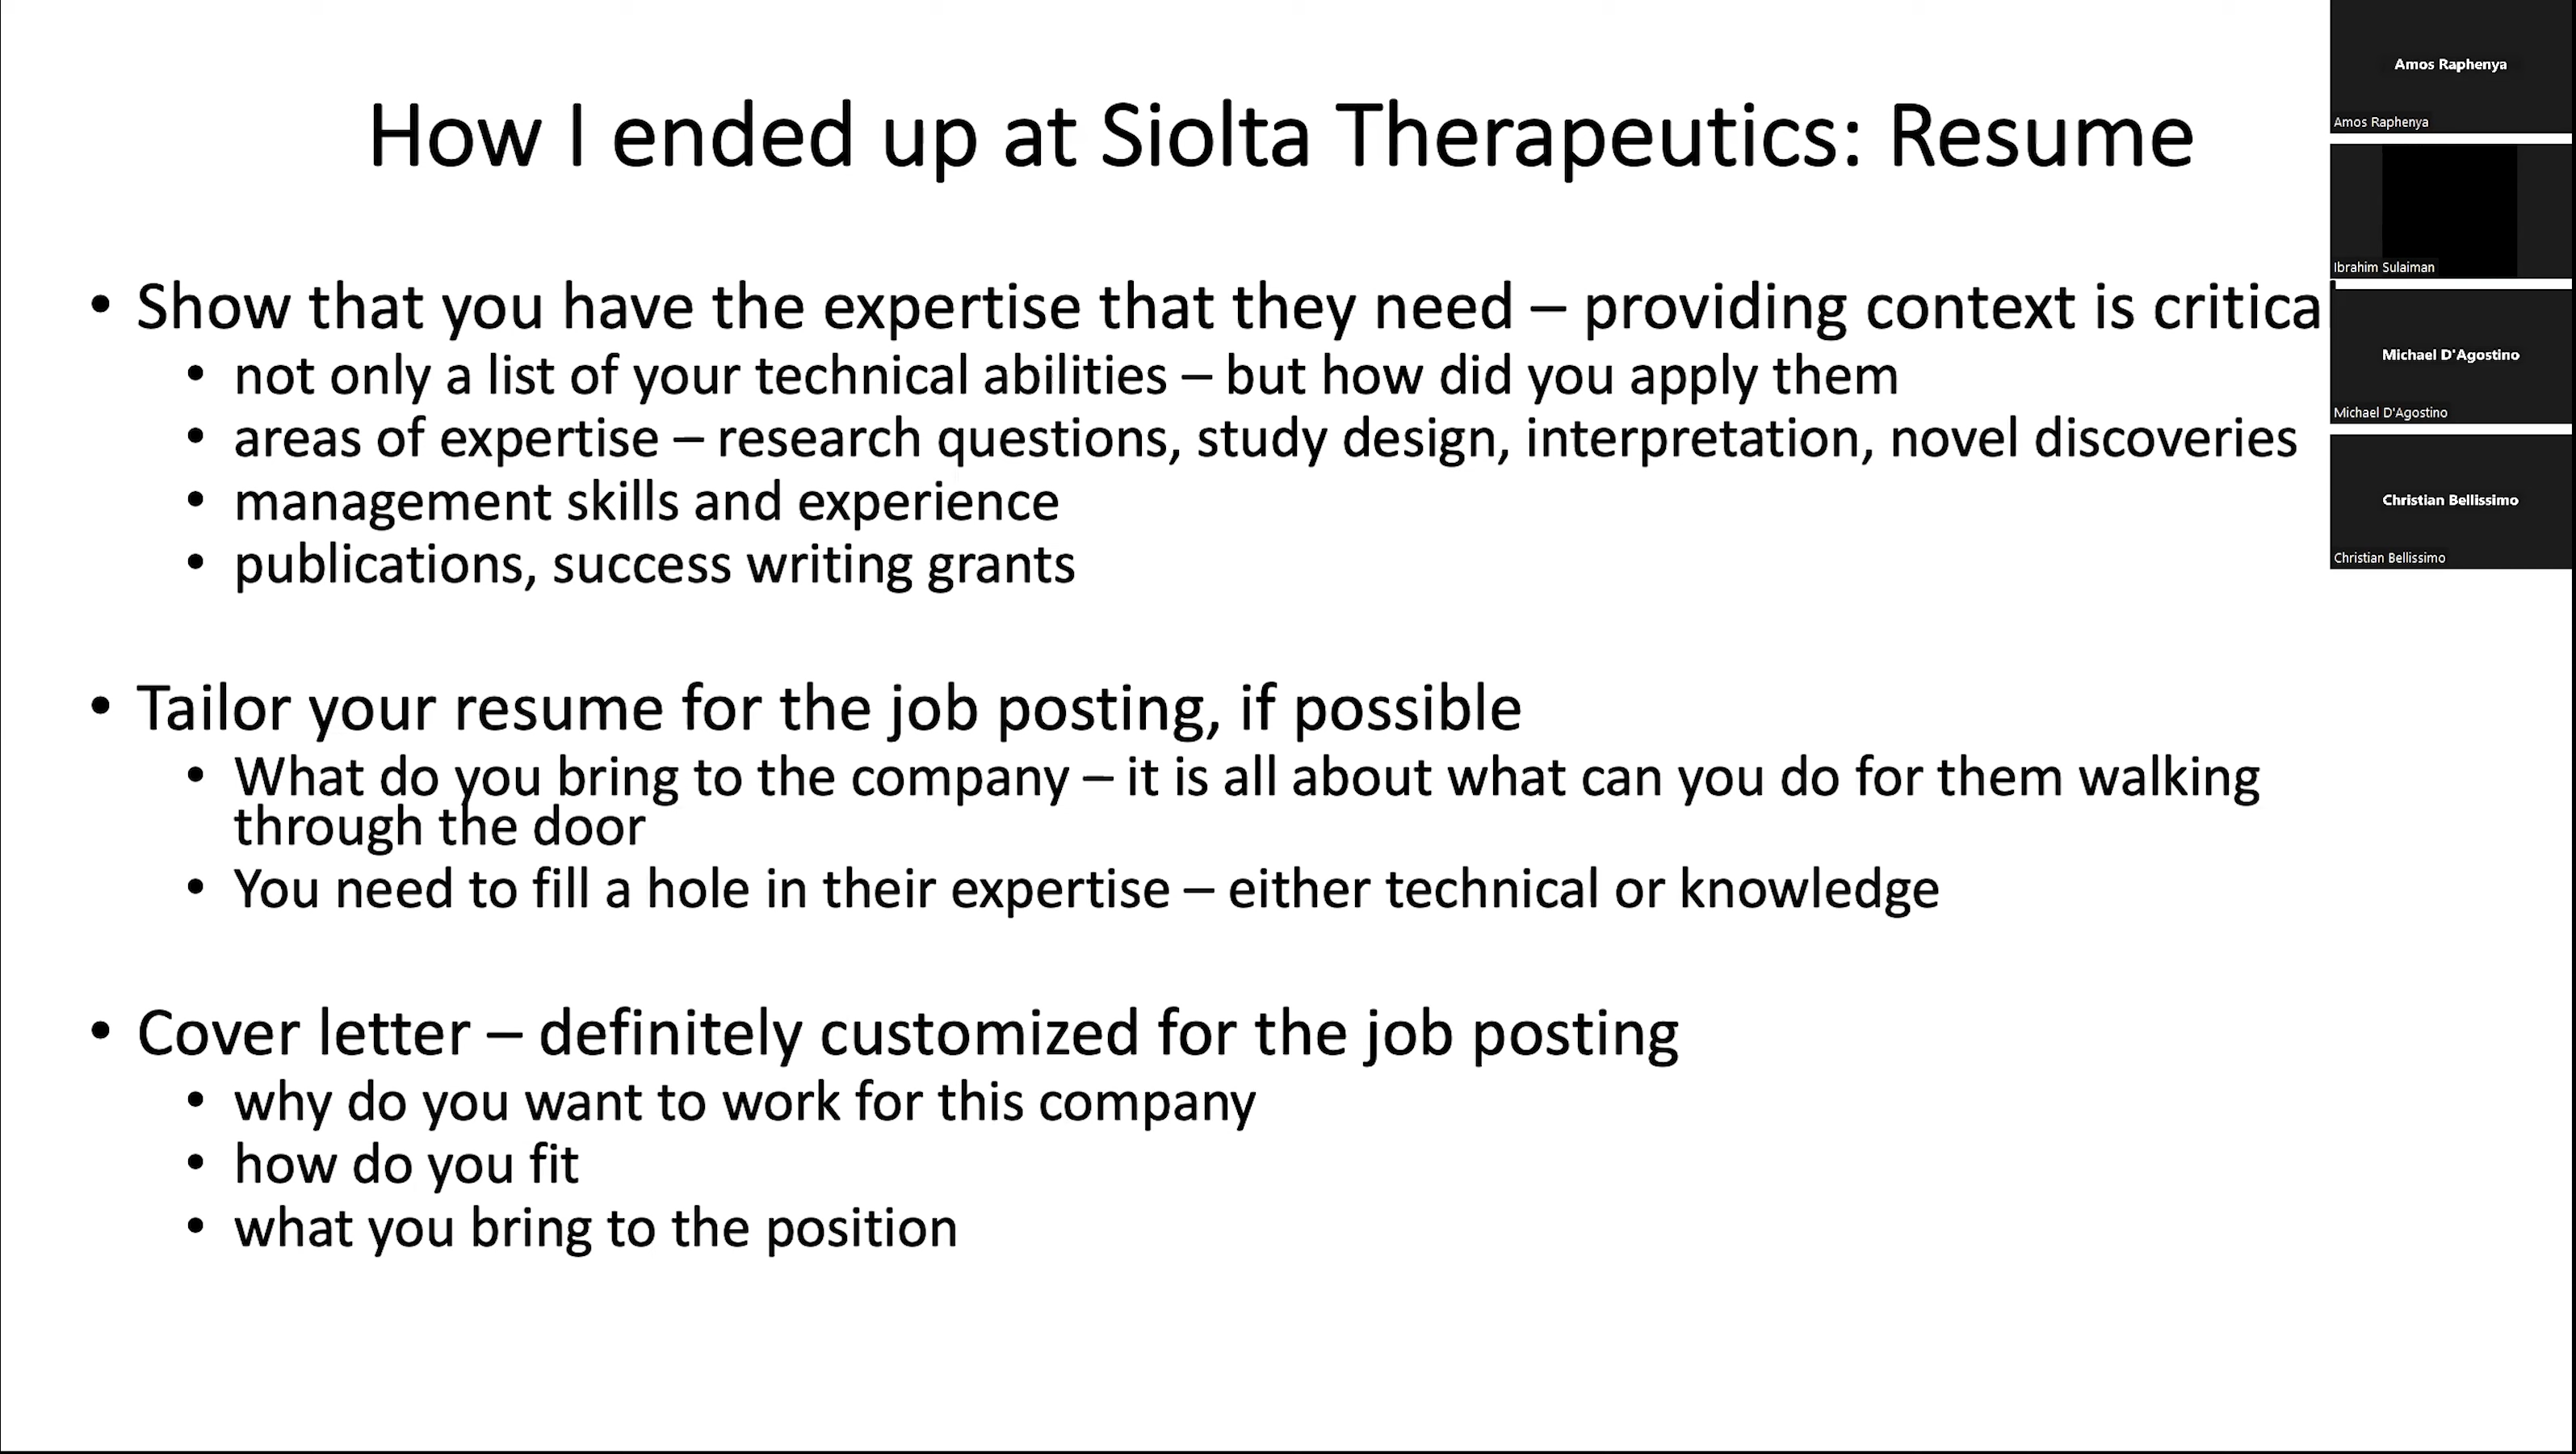 How I ended up at Siolta Therapeutics: Resume
• Show that you have the expertise that they need – providing context is critica
• not only a list of your technical abilities – but how did you apply them
• areas of expertise – research questions, study design, interpretation, novel discoveries
• management skills and experience
• publications, success writing grants
• Tailor your resume for the job posting, if possible
• What do you bring to the company – it is all about what can you do for them walking
through the door
• You need to fill a hole in their expertise – either technical or knowledge
• Cover letter – definitely customized for the job posting
• why do you want to work for this company
• how do you fit
• what you bring to the position
Amos Raphenya
Amos Raphenya
Ibrahim Sulaiman
Michael D'Agostino
Michael D'Agostino
Christian Bellissimo
Christian Bellissimo